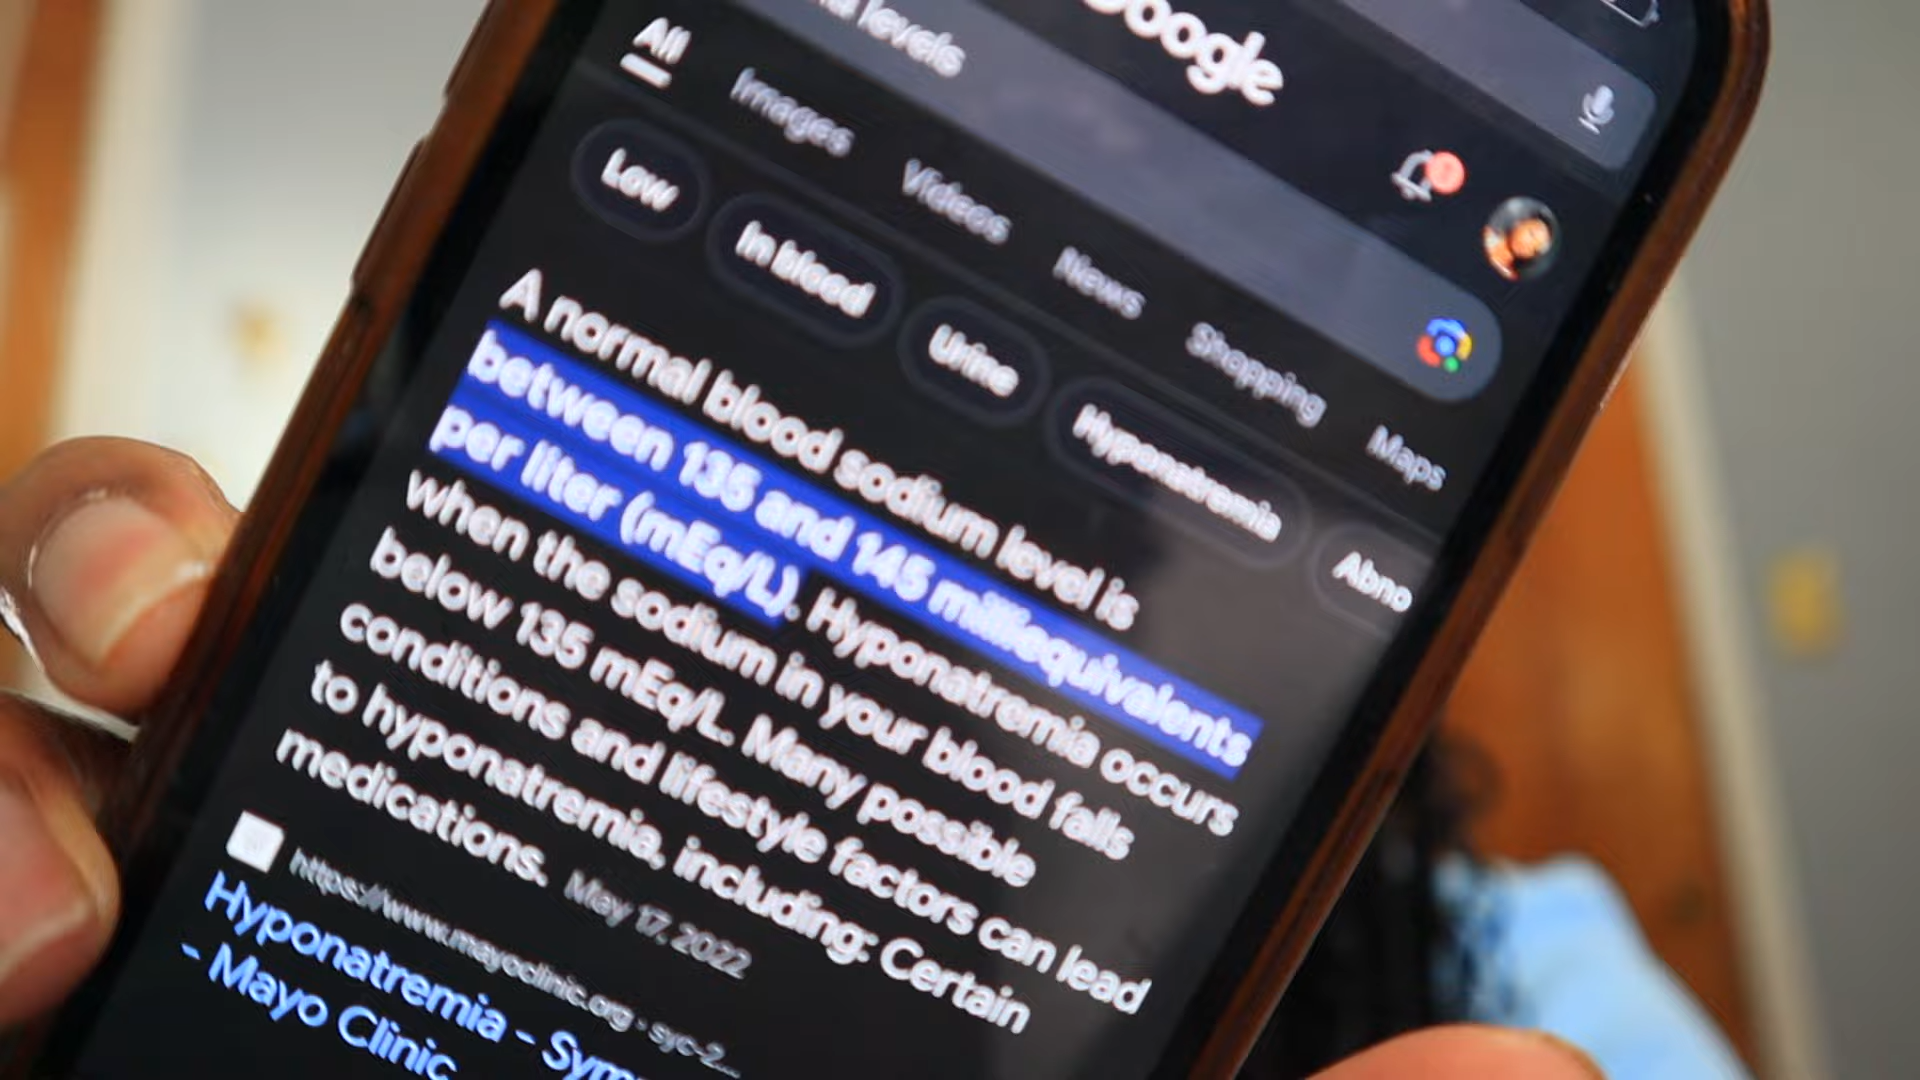 Google
levels
All Images Videos News Shopping Maps
Low In blood Urine Hyponatremia Abno
A normal blood sodium level is
between 135 and 145 milliequivalents
per liter (mEq/L). Hyponatremia occurs
when the sodium in your blood falls
below 135 mEq/L. Many possible
conditions and lifestyle factors can lead
to hyponatremia, including: Certain
medications. May 17, 2022
https://www.mayoclinic.org › syc-2...
Hyponatremia - Sym
- Mayo Clinic